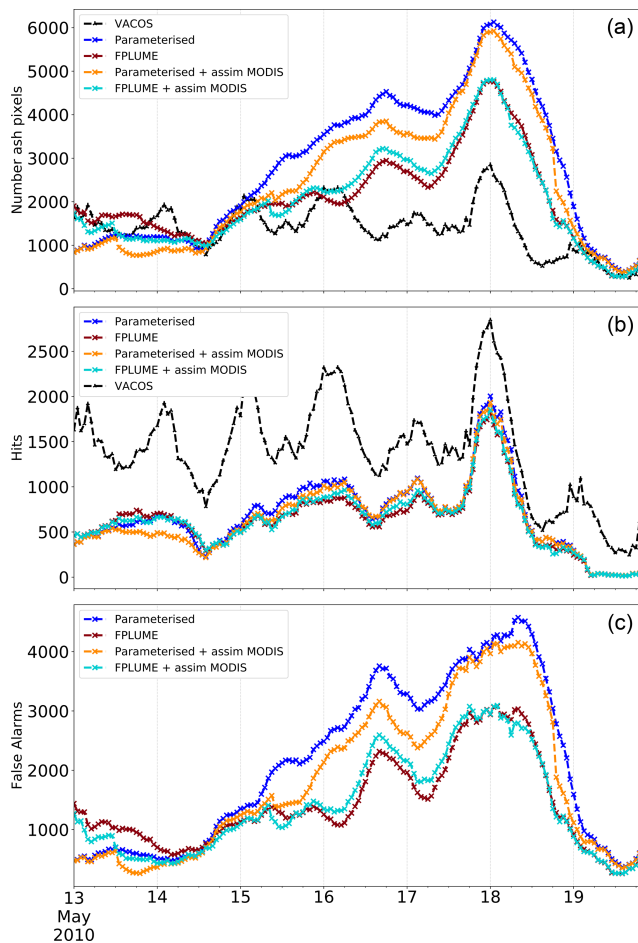 (a)
VACOS
Parameterised
FPLUME
Parameterised + assim MODIS
FPLUME + assim MODIS
Number ash pixels
6000
5000
4000
3000
2000
1000
0
(b)
Parameterised
FPLUME
Parameterised + assim MODIS
FPLUME + assim MODIS
VACOS
Hits
2500
2000
1500
1000
500
0
(c)
Parameterised
FPLUME
Parameterised + assim MODIS
FPLUME + assim MODIS
False Alarms
4000
3000
2000
1000
13 14 15 16 17 18 19
May
2010